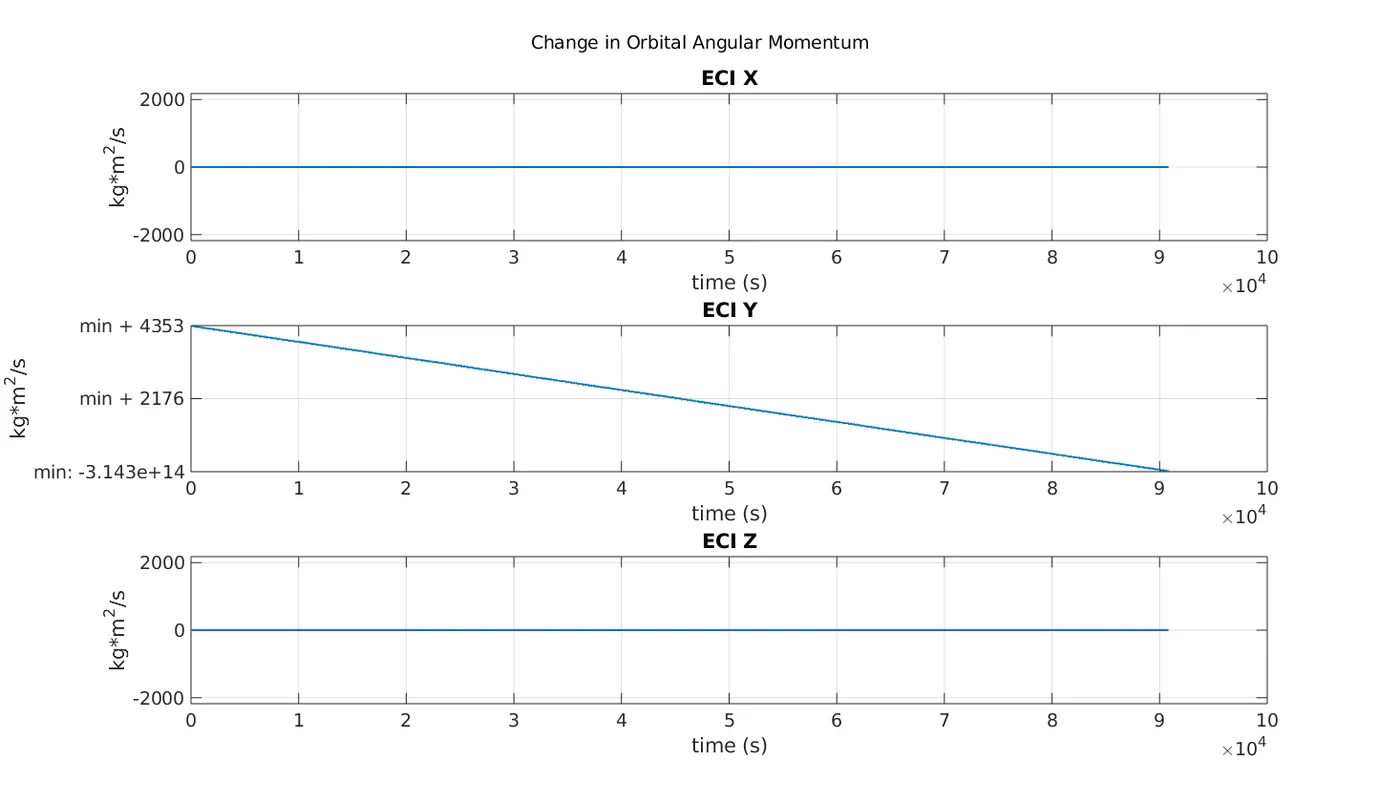 Change in Orbital Angular Momentum
ECI X
kg*m²/s
2000
0
-2000
0 1 2 3 4 5 6 7 8 9 10
time (s)
×10⁴
ECI Y
kg*m²/s
min + 4353
min + 2176
min: -3.143e+14
0 1 2 3 4 5 6 7 8 9 10
time (s)
×10⁴
ECI Z
kg*m²/s
2000
0
-2000
0 1 2 3 4 5 6 7 8 9 10
time (s)
×10⁴